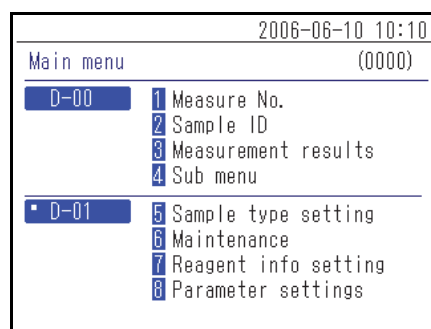 2006-06-10 10:10
Main menu (0000)
D-00 1 Measure No.
2 Sample ID
3 Measurement results
4 Sub menu
D-01 5 Sample type setting
6 Maintenance
7 Reagent info setting
8 Parameter settings